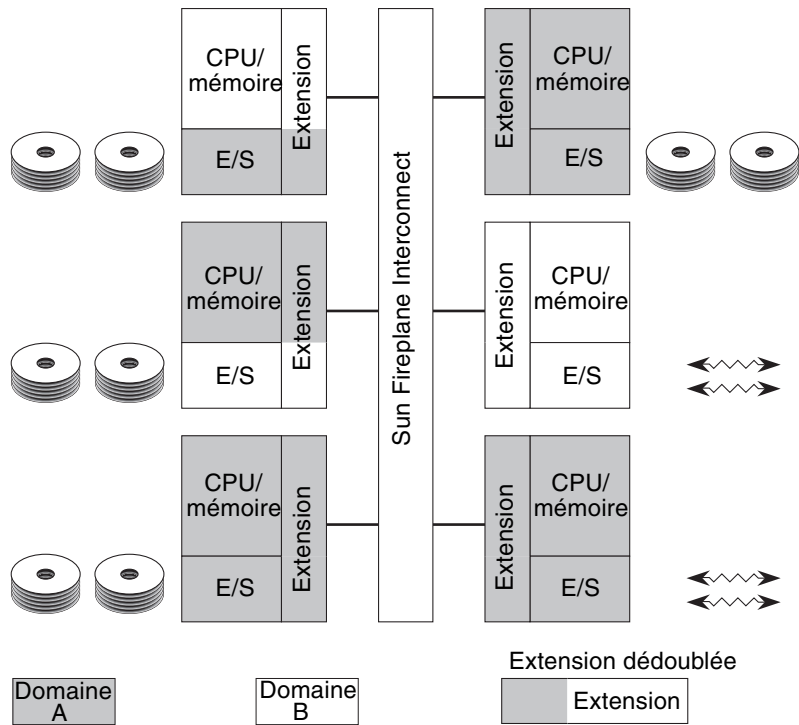 CPU/
mémoire
Extension
E/S
Extension
CPU/
mémoire
E/S
Sun Fireplane Interconnect
CPU/
mémoire
Extension
E/S
Extension
CPU/
mémoire
E/S
CPU/
mémoire
Extension
E/S
Extension
CPU/
mémoire
E/S
Domaine
A
Domaine
B
Extension dédoublée
Extension